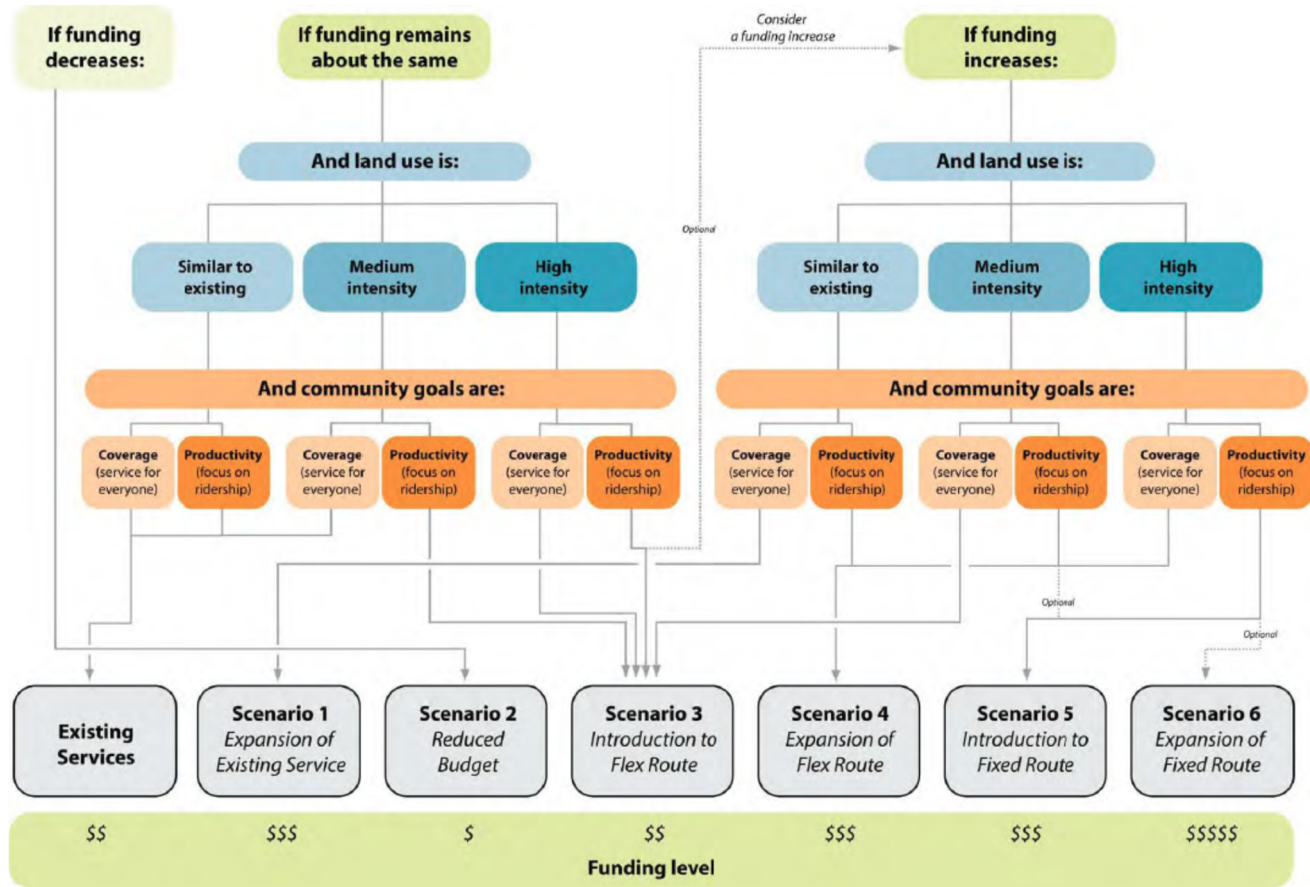 If funding
decreases:
If funding remains
about the same
Consider
a funding increase
If funding
increases:
And land use is:
And land use is:
Optional
Similar to
existing
Medium
intensity
High
intensity
Similar to
existing
Medium
intensity
High
intensity
And community goals are:
And community goals are:
Coverage
(service for
everyone)
Productivity
(focus on
ridership)
Coverage
(service for
everyone)
Productivity
(focus on
ridership)
Coverage
(service for
everyone)
Productivity
(focus on
ridership)
Coverage
(service for
everyone)
Productivity
(focus on
ridership)
Coverage
(service for
everyone)
Productivity
(focus on
ridership)
Coverage
(service for
everyone)
Productivity
(focus on
ridership)
Optional
Optional
Existing
Services
Scenario 1
Expansion of
Existing Service
Scenario 2
Reduced
Budget
Scenario 3
Introduction to
Flex Route
Scenario 4
Expansion of
Flex Route
Scenario 5
Introduction to
Fixed Route
Scenario 6
Expansion of
Fixed Route
$$ $$$ $ $$ $$$ $$$ $$$$$
Funding level